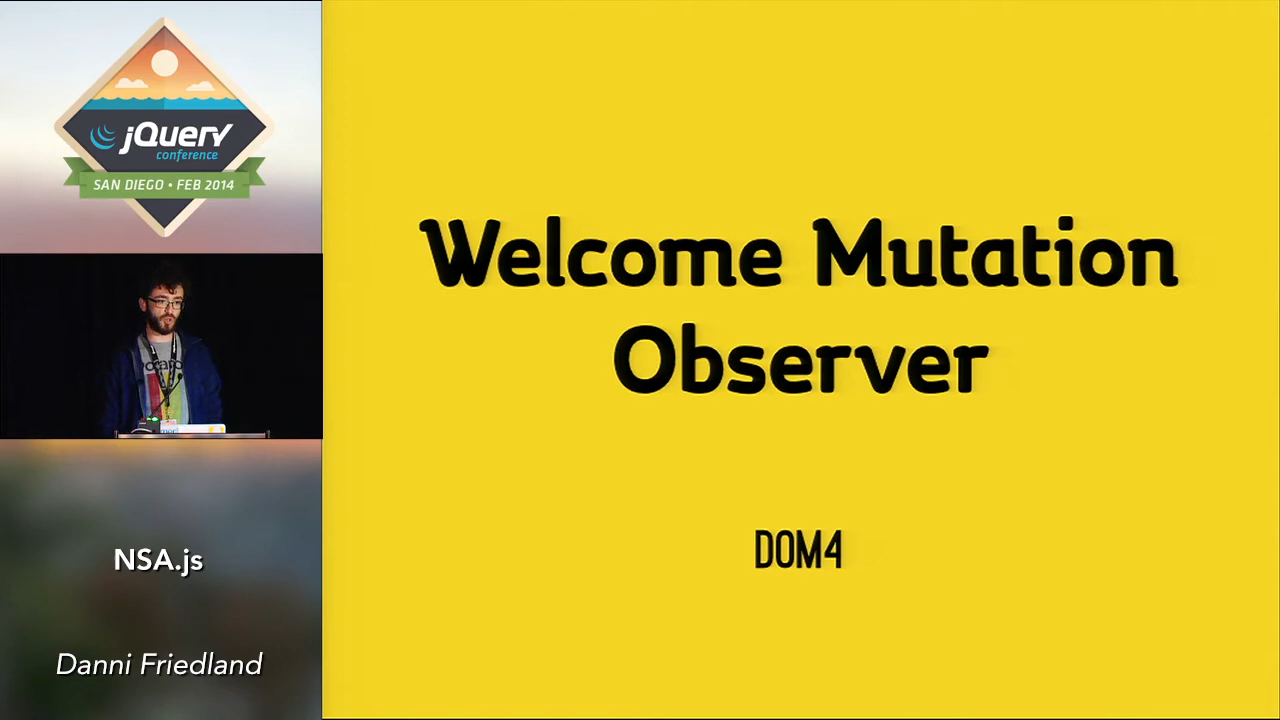 jQuery
conference
SAN DIEGO • FEB 2014
NSA.js
Danni Friedland
Welcome Mutation
Observer
DOM4